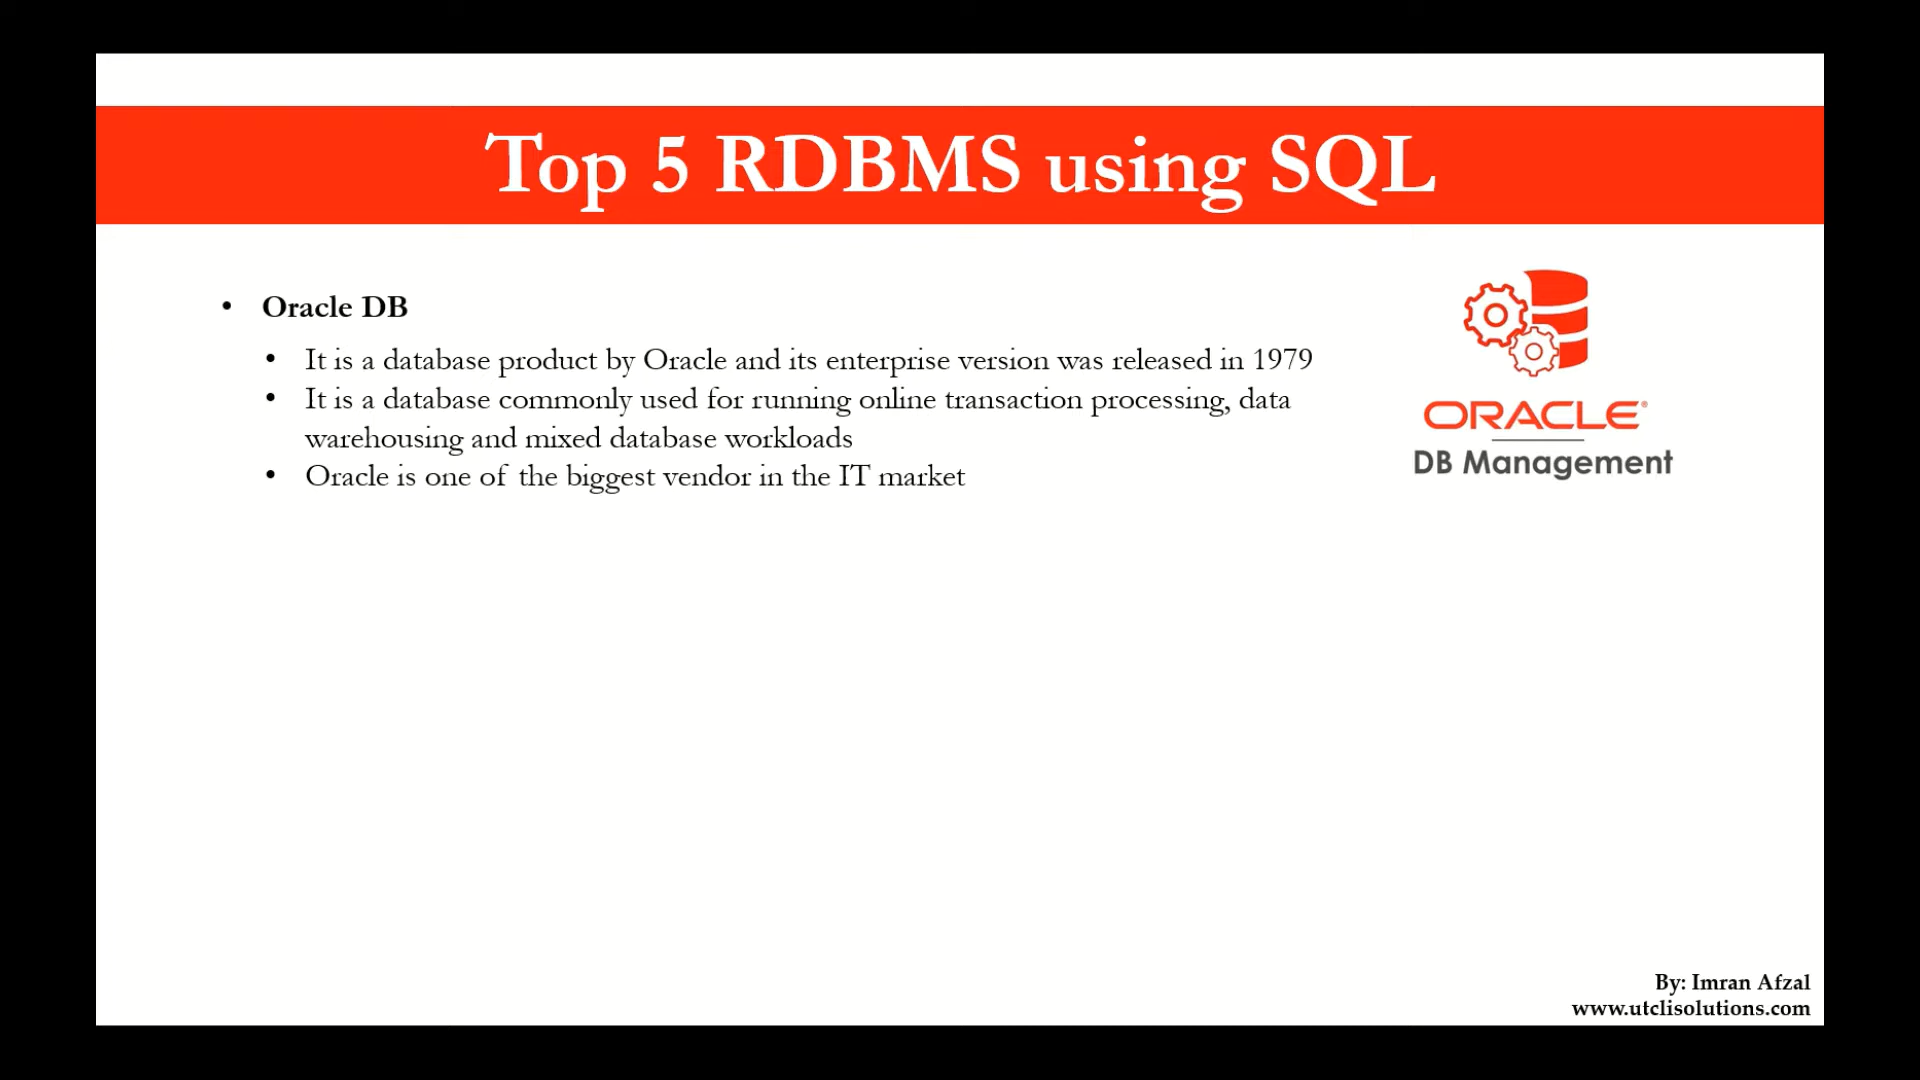 Top 5 RDBMS using SQL
• Oracle DB
• It is a database product by Oracle and its enterprise version was released in 1979
• It is a database commonly used for running online transaction processing, data
warehousing and mixed database workloads
• Oracle is one of the biggest vendor in the IT market
ORACLE®
DB Management
By: Imran Afzal
www.utclisolutions.com